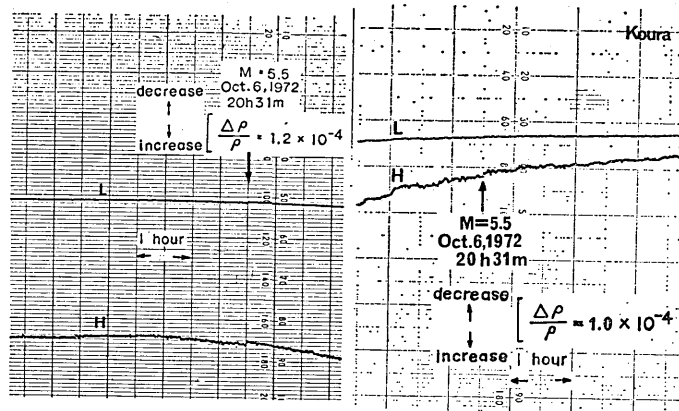 M = 5.5
Oct. 6, 1972
20h31m
decrease
increase
Δρ
ρ
= 1.2 × 10⁻⁴
L
1 hour
H
Koura
L
H
M=5.5
Oct.6,1972
20h31m
decrease
increase
Δρ
ρ
= 1.0 × 10⁻⁴
1 hour